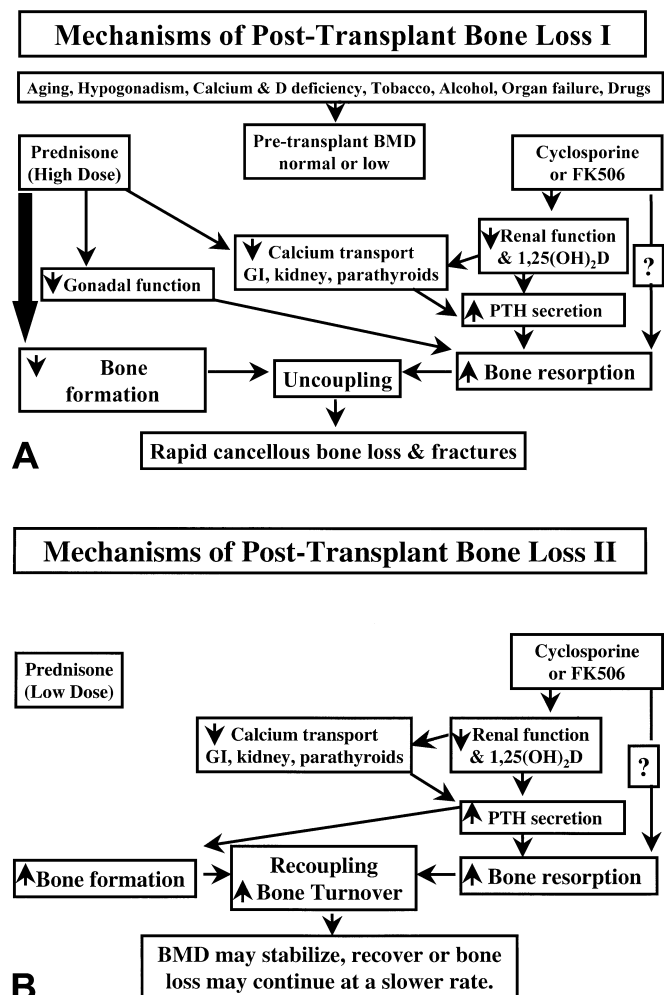 Mechanisms of Post-Transplant Bone Loss I
Aging, Hypogonadism, Calcium & D deficiency, Tobacco, Alcohol, Organ failure, Drugs
Pre-transplant BMD
normal or low
Prednisone
(High Dose)
Cyclosporine
or FK506
Calcium transport
GI, kidney, parathyroids
Renal function
& 1,25(OH)₂D
?
Gonadal function
PTH secretion
Bone
formation
Uncoupling
Bone resorption
Rapid cancellous bone loss & fractures
A
Mechanisms of Post-Transplant Bone Loss II
Prednisone
(Low Dose)
Cyclosporine
or FK506
Calcium transport
GI, kidney, parathyroids
Renal function
& 1,25(OH)₂D
?
PTH secretion
Bone formation
Recoupling
Bone Turnover
Bone resorption
BMD may stabilize, recover or bone
loss may continue at a slower rate.
B